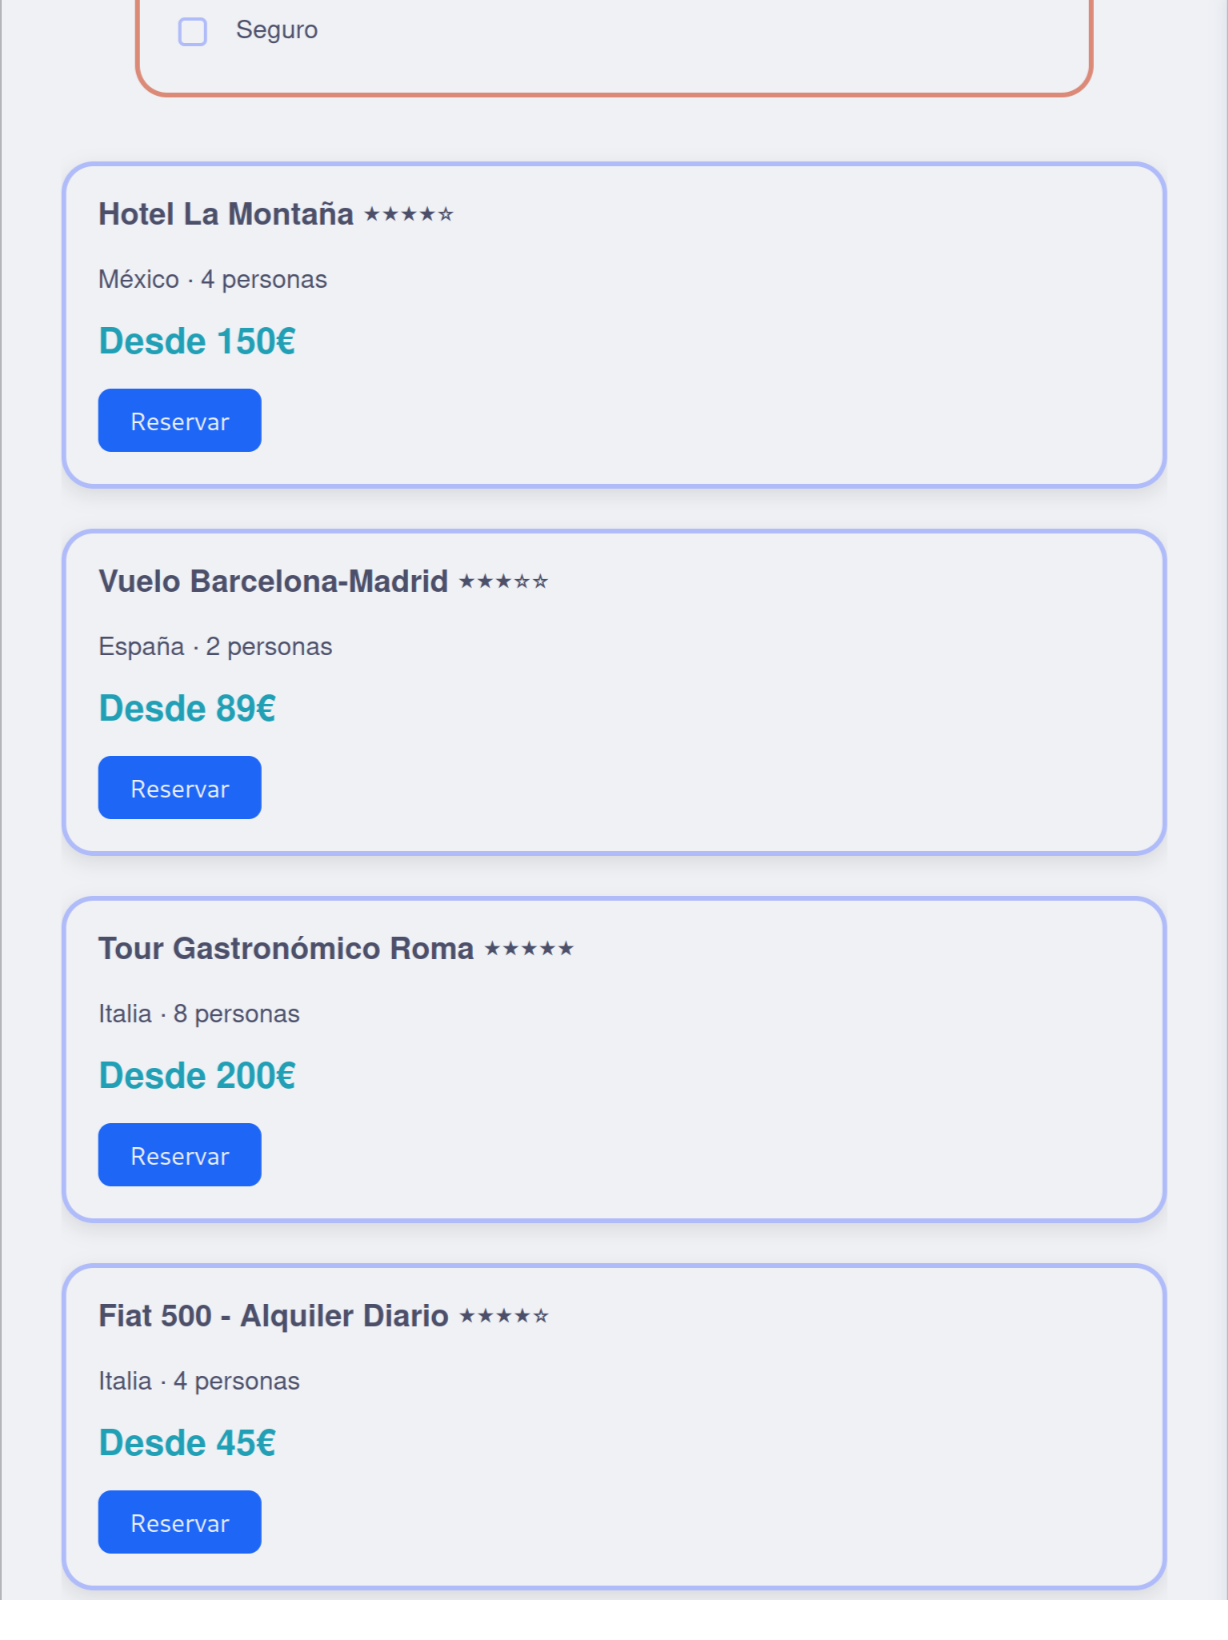 Seguro
Hotel La Montaña ★★★★☆
México · 4 personas
Desde 150€
Reservar
Vuelo Barcelona-Madrid ★★★☆☆
España · 2 personas
Desde 89€
Reservar
Tour Gastronómico Roma ★★★★★
Italia · 8 personas
Desde 200€
Reservar
Fiat 500 - Alquiler Diario ★★★★☆
Italia · 4 personas
Desde 45€
Reservar